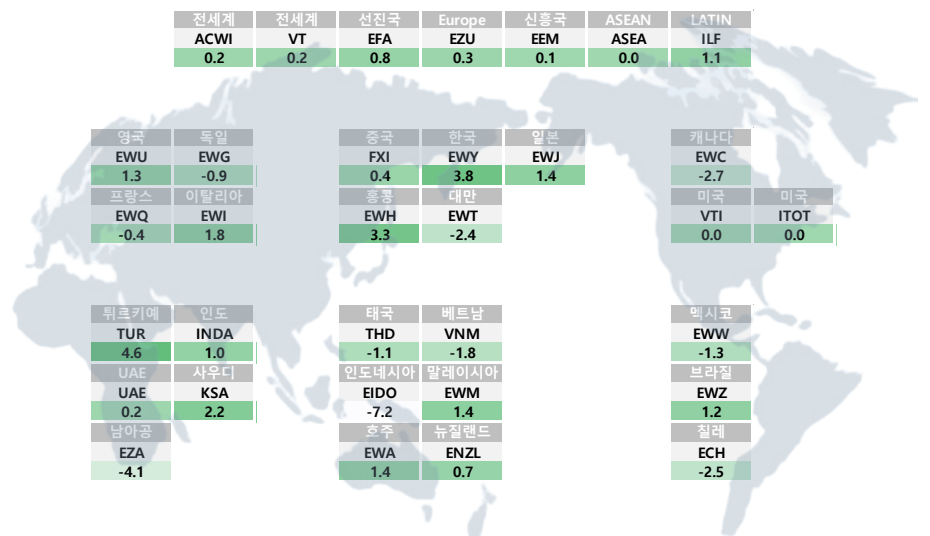 전세계 전세계 선진국 Europe 신흥국 ASEAN LATIN
ACWI VT EFA EZU EEM ASEA ILF
0.2 0.2 0.8 0.3 0.1 0.0 1.1
영국 독일 중국 한국 일본 캐나다
EWU EWG FXI EWY EWJ EWC
1.3 -0.9 0.4 3.8 1.4 -2.7
프랑스 이탈리아 홍콩 대만 미국 미국
EWQ EWI EWH EWT VTI ITOT
-0.4 1.8 3.3 -2.4 0.0 0.0
튀르키예 인도 태국 베트남 멕시코
TUR INDA THD VNM EWW
4.6 1.0 -1.1 -1.8 -1.3
UAE 사우디 인도네시아 말레이시아 브라질
UAE KSA EIDO EWM EWZ
0.2 2.2 -7.2 1.4 1.2
남아공 호주 뉴질랜드 칠레
EZA EWA ENZL ECH
-4.1 1.4 0.7 -2.5